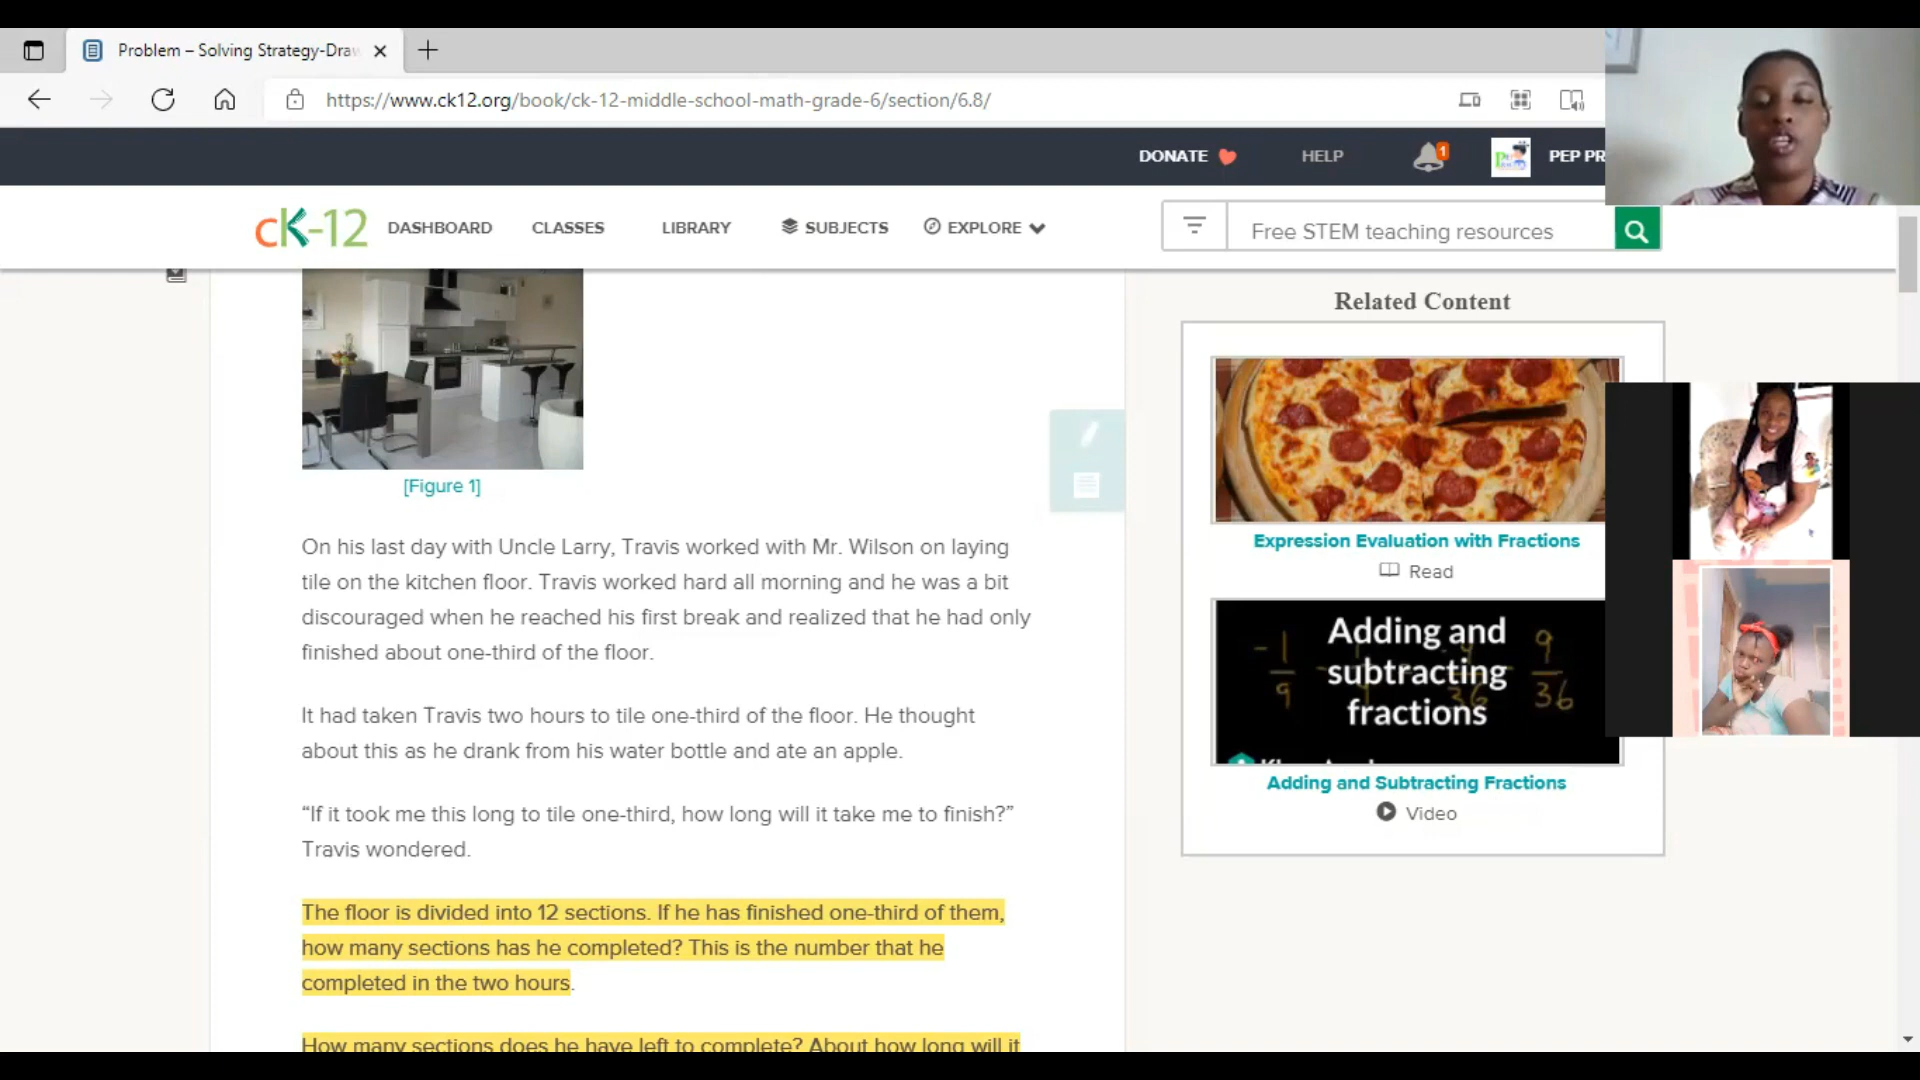 Problem – Solving Strategy-Draw
https://www.ck12.org/book/ck-12-middle-school-math-grade-6/section/6.8/
DONATE HELP 1 PEP PR
cK-12 DASHBOARD CLASSES LIBRARY SUBJECTS EXPLORE Free STEM teaching resources
[Figure 1]
On his last day with Uncle Larry, Travis worked with Mr. Wilson on laying
tile on the kitchen floor. Travis worked hard all morning and he was a bit
discouraged when he reached his first break and realized that he had only
finished about one-third of the floor.
It had taken Travis two hours to tile one-third of the floor. He thought
about this as he drank from his water bottle and ate an apple.
“If it took me this long to tile one-third, how long will it take me to finish?”
Travis wondered.
The floor is divided into 12 sections. If he has finished one-third of them,
how many sections has he completed? This is the number that he
completed in the two hours.
How many sections does he have left to complete? About how long will it
Related Content
Expression Evaluation with Fractions
Read
Adding and
subtracting
fractions
-1/9
9/36
Adding and Subtracting Fractions
Video